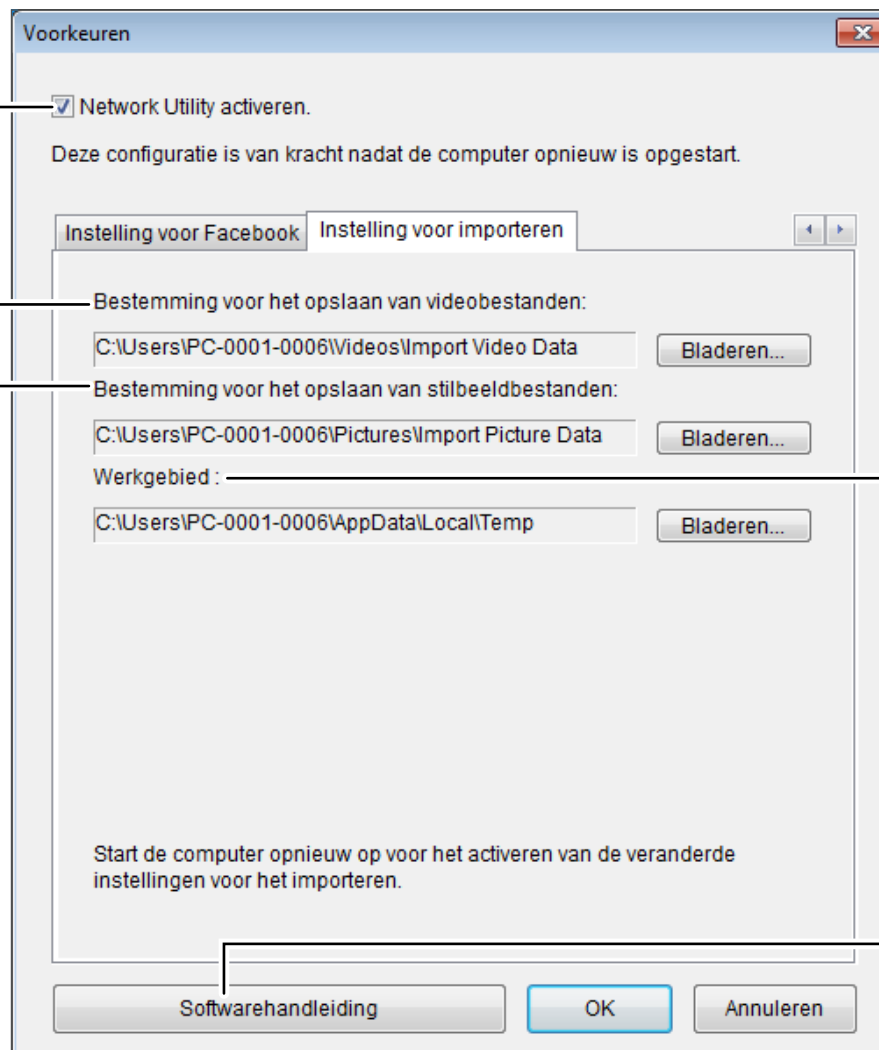 Voorkeuren
Network Utility activeren.
Deze configuratie is van kracht nadat de computer opnieuw is opgestart.
Instelling voor Facebook
Instelling voor importeren
Bestemming voor het opslaan van videobestanden:
C:\Users\PC-0001-0006\Videos\Import Video Data
Bladeren...
Bestemming voor het opslaan van stilbeeldbestanden:
C:\Users\PC-0001-0006\Pictures\Import Picture Data
Bladeren...
Werkgebied :
C:\Users\PC-0001-0006\AppData\Local\Temp
Bladeren...
Start de computer opnieuw op voor het activeren van de veranderde
instellingen voor het importeren.
Softwarehandleiding
OK
Annuleren